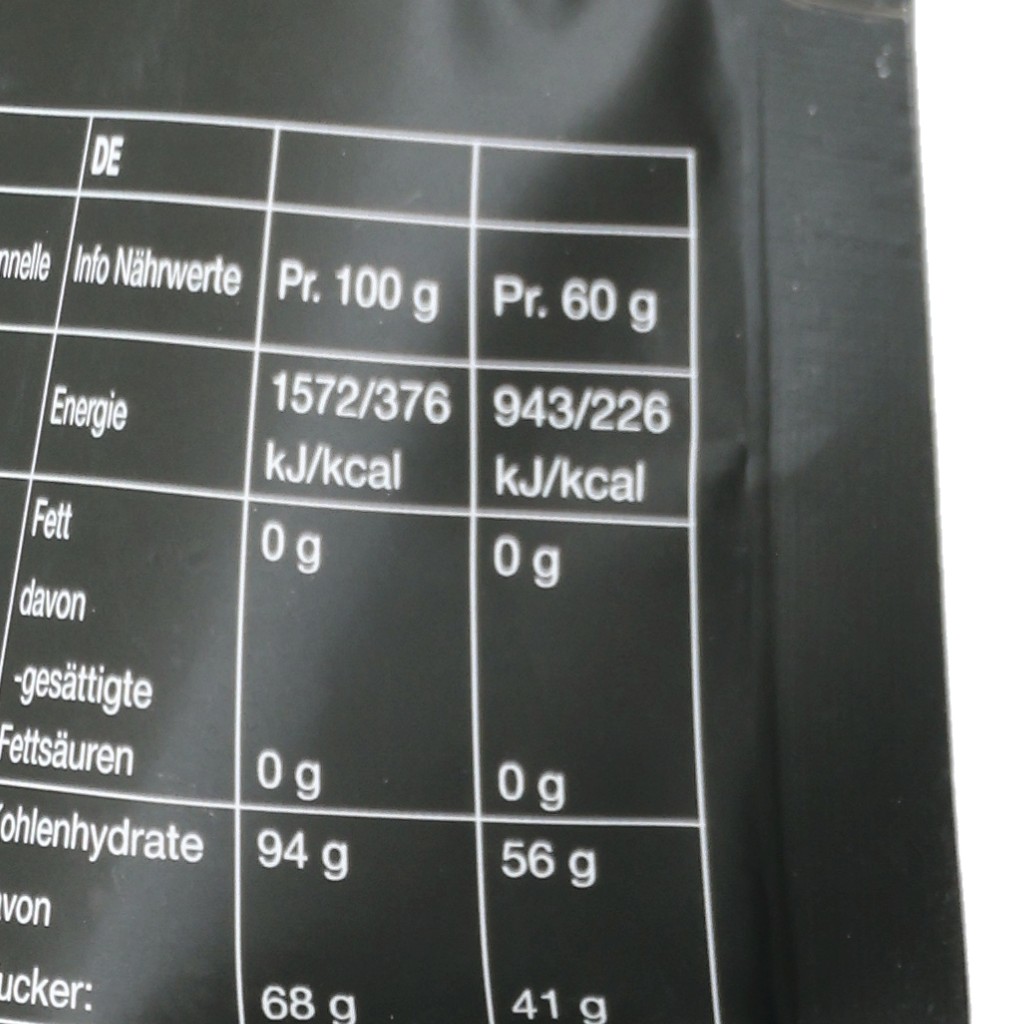 DE
nnelle Info Nährwerte Pr. 100 g Pr. 60 g
Energie 1572/376 943/226
kJ/kcal kJ/kcal
Fett 0 g 0 g
davon
-gesättigte
Fettsäuren 0 g 0 g
ohlenhydrate 94 g 56 g
von
ucker: 68 g 41 g